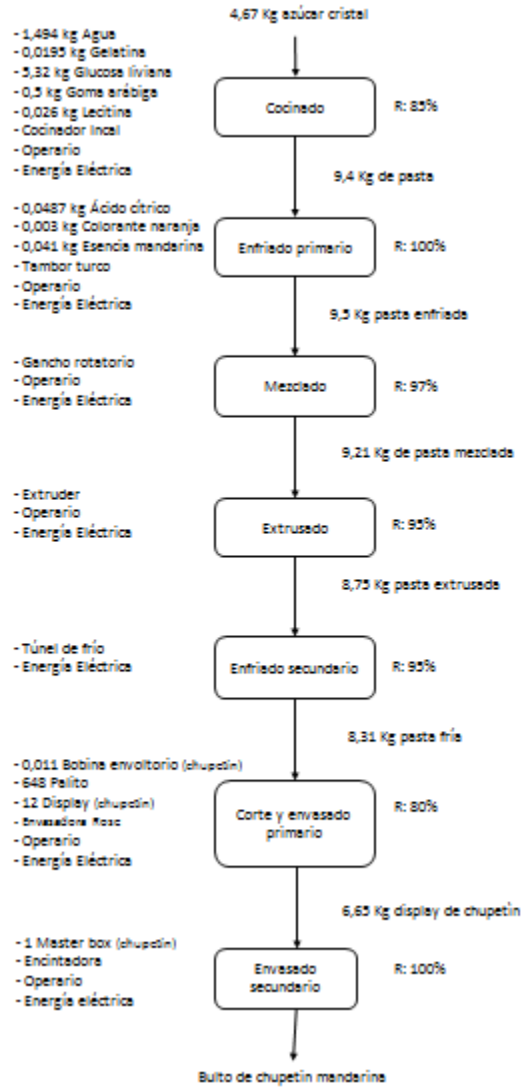 4,67 Kg azúcar cristal
- 1,494 kg Agua
- 0,0195 kg Gelatina
- 5,32 kg Glucosa liviana
- 0,5 kg Goma arábiga
- 0,026 kg Lecitina
- Cocinador Incal
- Operario
- Energía Eléctrica
Cocinado
R: 85%
9,4 Kg de pasta
- 0,0487 kg Ácido cítrico
- 0,003 kg Colorante naranja
- 0,041 kg Esencia mandarina
- Tambor turco
- Operario
- Energía Eléctrica
Enfriado primario
R: 100%
9,5 Kg pasta enfriada
- Gancho rotatorio
- Operario
- Energía Eléctrica
Mezclado
R: 97%
9,21 Kg de pasta mezclada
- Extruder
- Operario
- Energía Eléctrica
Extrusado
R: 95%
8,75 Kg pasta extrusada
- Túnel de frío
- Energía Eléctrica
Enfriado secundario
R: 95%
8,31 Kg pasta fría
- 0,011 Bobina envoltorio (chupetín)
- 648 Palito
- 12 Display (chupetín)
- Envasadora Rose
- Operario
- Energía Eléctrica
Corte y envasado
primario
R: 80%
6,65 Kg display de chupetín
- 1 Master box (chupetín)
- Encintadora
- Operario
- Energía eléctrica
Envasado
secundario
R: 100%
Bulto de chupetín mandarina